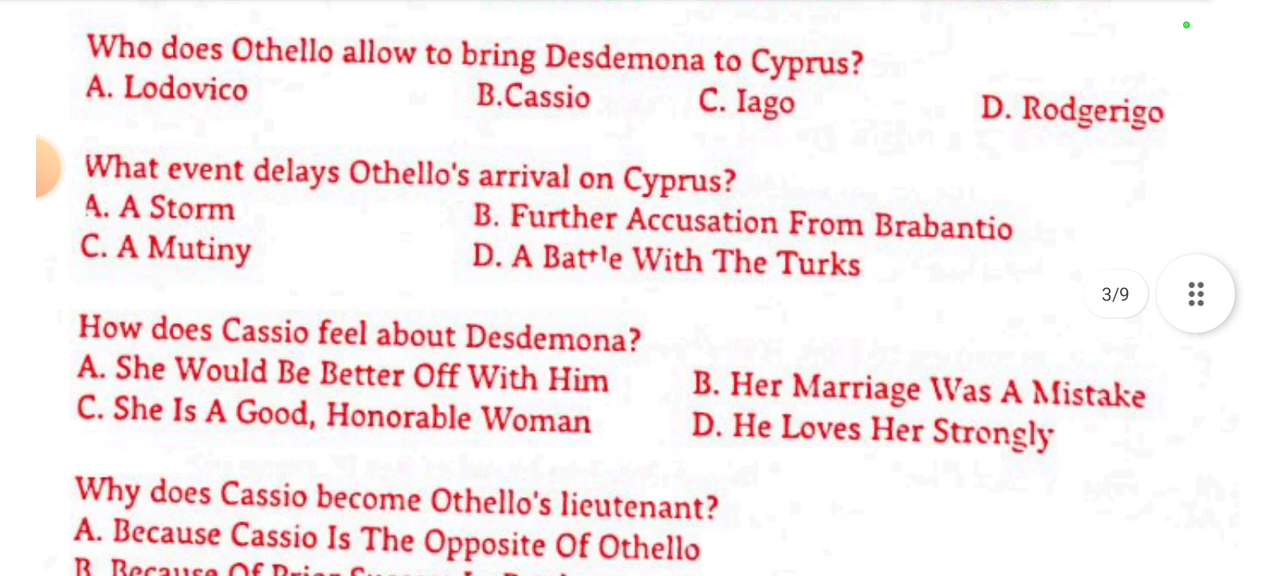 Who does Othello allow to bring Desdemona to Cyprus?
A. Lodovico B.Cassio C. Iago D. Rodgerigo
What event delays Othello's arrival on Cyprus?
A. A Storm B. Further Accusation From Brabantio
C. A Mutiny D. A Battle With The Turks
3/9
How does Cassio feel about Desdemona?
A. She Would Be Better Off With Him B. Her Marriage Was A Mistake
C. She Is A Good, Honorable Woman D. He Loves Her Strongly
Why does Cassio become Othello's lieutenant?
A. Because Cassio Is The Opposite Of Othello
B. Because Of